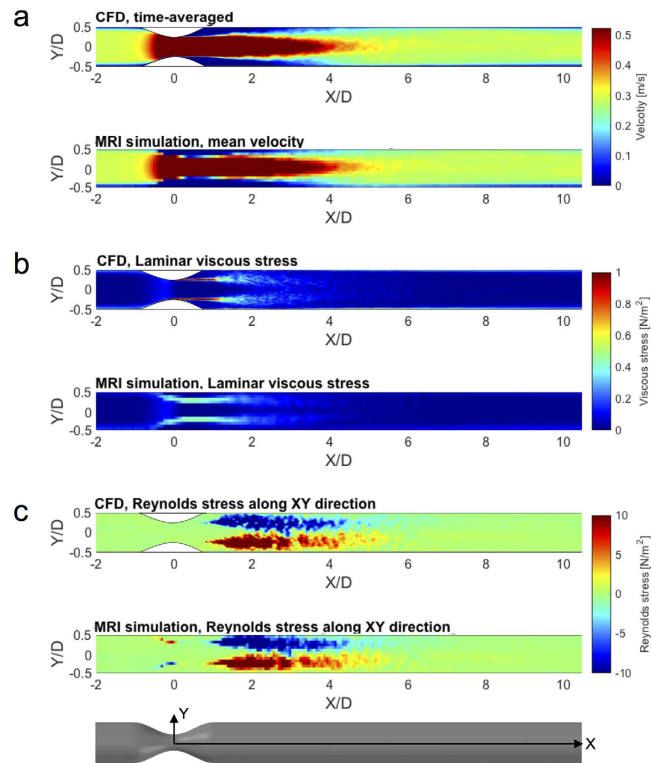 a
CFD, time-averaged
Y/D
0.5
0
-0.5
-2 0 2 4 6 8 10
X/D
MRI simulation, mean velocity
Y/D
0.5
0
-0.5
-2 0 2 4 6 8 10
X/D
0.5
0.4
0.3
0.2
0.1
0
Velcotiy [m/s]
b
CFD, Laminar viscous stress
Y/D
0.5
0
-0.5
-2 0 2 4 6 8 10
X/D
MRI simulation, Laminar viscous stress
Y/D
0.5
0
-0.5
-2 0 2 4 6 8 10
X/D
1
0.8
0.6
0.4
0.2
0
Viscous stress [N/m²]
c
CFD, Reynolds stress along XY direction
Y/D
0.5
0
-0.5
-2 0 2 4 6 8 10
X/D
MRI simulation, Reynolds stress along XY direction
Y/D
0.5
0
-0.5
-2 0 2 4 6 8 10
X/D
10
5
0
-5
-10
Reynolds stress [N/m²]
Y
X